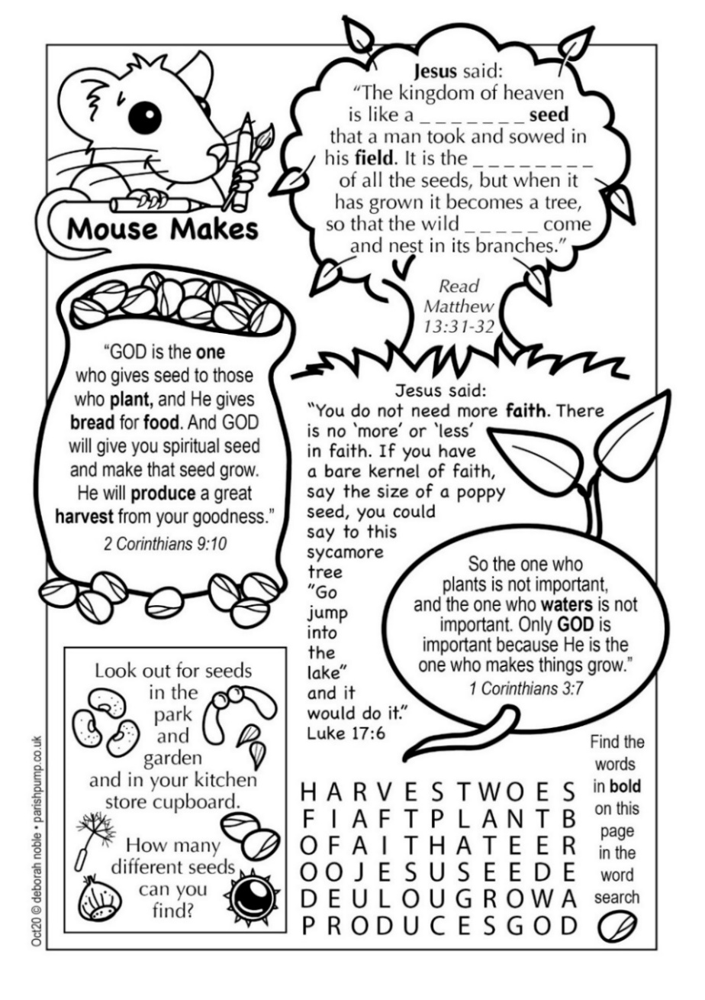 Mouse Makes
Jesus said:
“The kingdom of heaven
is like a _ _ _ _ _ _ _ seed
that a man took and sowed in
his field. It is the _ _ _ _ _ _ _ _
of all the seeds, but when it
has grown it becomes a tree,
so that the wild _ _ _ _ _ come
and nest in its branches.”
Read
Matthew
13:31-32
“GOD is the one
who gives seed to those
who plant, and He gives
bread for food. And GOD
will give you spiritual seed
and make that seed grow.
He will produce a great
harvest from your goodness.”
2 Corinthians 9:10
Jesus said:
“You do not need more faith. There
is no ‘more’ or ‘less’
in faith. If you have
a bare kernel of faith,
say the size of a poppy
seed, you could
say to this
sycamore
tree
“Go
jump
into
the
lake”
and it
would do it.”
Luke 17:6
So the one who
plants is not important,
and the one who waters is not
important. Only GOD is
important because He is the
one who makes things grow.”
1 Corinthians 3:7
Look out for seeds
in the
park
and
garden
and in your kitchen
store cupboard.
How many
different seeds
can you
find?
Find the
words
in bold
on this
page
in the
word
search
H A R V E S T W O E S
F I A F T P L A N T B
O F A I T H A T E E R
O O J E S U S E E D E
D E U L O U G R O W A
P R O D U C E S G O D
Oct20 © deborah noble • parishpump.co.uk